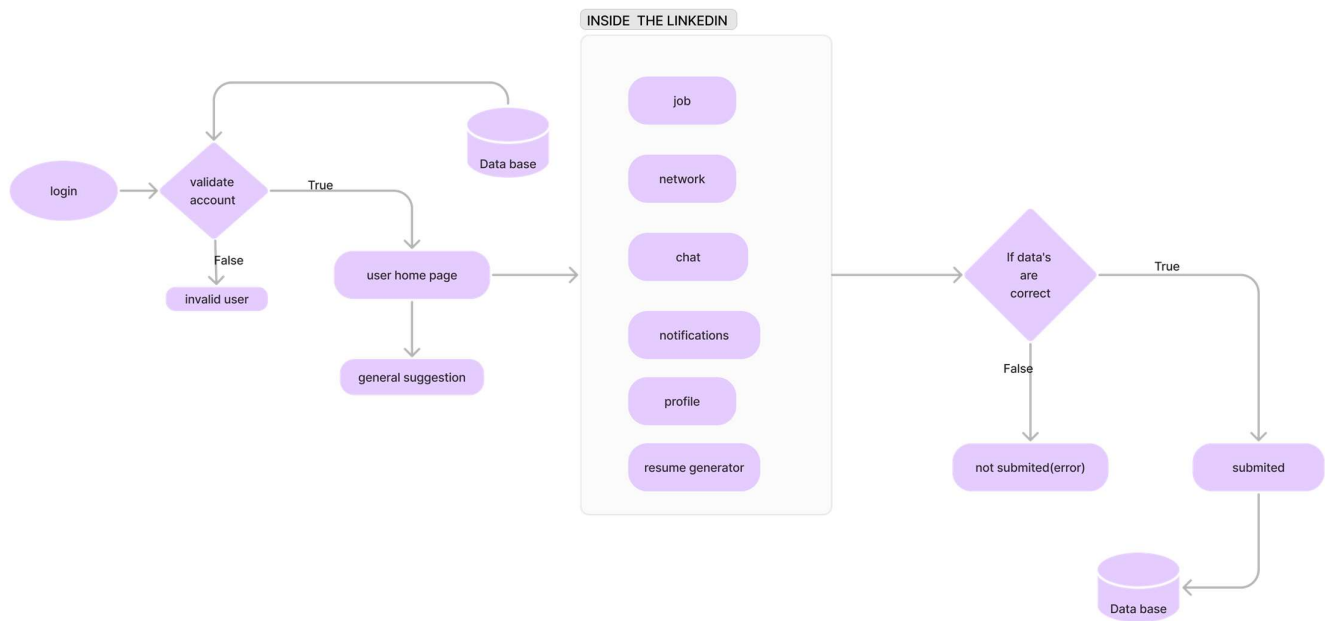 INSIDE THE LINKEDIN
job
Data base
login
validate
account
True
network
False
chat
user home page
If data's
are
correct
True
invalid user
notifications
general suggestion
False
profile
resume generator
not submited(error)
submited
Data base